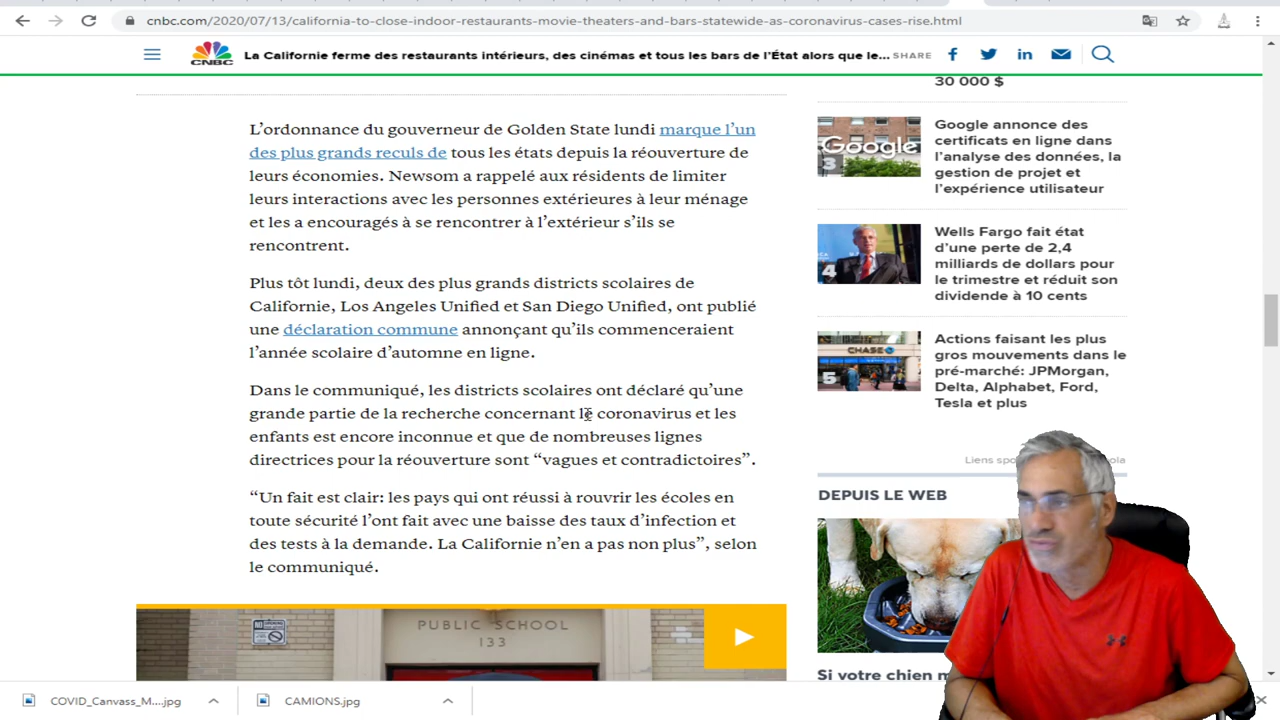 cnbc.com/2020/07/13/california-to-close-indoor-restaurants-movie-theaters-and-bars-statewide-as-coronavirus-cases-rise.html
CNBC
La Californie ferme des restaurants intérieurs, des cinémas et tous les bars de l'État alors que le...
SHARE
L'ordonnance du gouverneur de Golden State lundi marque l'un
des plus grands reculs de tous les états depuis la réouverture de
leurs économies. Newsom a rappelé aux résidents de limiter
leurs interactions avec les personnes extérieures à leur ménage
et les a encouragés à se rencontrer à l'extérieur s'ils se
rencontrent.
Plus tôt lundi, deux des plus grands districts scolaires de
Californie, Los Angeles Unified et San Diego Unified, ont publié
une déclaration commune annonçant qu'ils commenceraient
l'année scolaire d'automne en ligne.
Dans le communiqué, les districts scolaires ont déclaré qu'une
grande partie de la recherche concernant le coronavirus et les
enfants est encore inconnue et que de nombreuses lignes
directrices pour la réouverture sont “vagues et contradictoires”.
“Un fait est clair: les pays qui ont réussi à rouvrir les écoles en
toute sécurité l'ont fait avec une baisse des taux d'infection et
des tests à la demande. La Californie n'en a pas non plus”, selon
le communiqué.
PUBLIC SCHOOL
133
30 000 $
Google
3
Google annonce des
certificats en ligne dans
l'analyse des données, la
gestion de projet et
l'expérience utilisateur
4
Wells Fargo fait état
d'une perte de 2,4
milliards de dollars pour
le trimestre et réduit son
dividende à 10 cents
CHASE
5
Actions faisant les plus
gros mouvements dans le
pré-marché: JPMorgan,
Delta, Alphabet, Ford,
Tesla et plus
Liens
DEPUIS LE WEB
Si votre chien
COVID_Canvass_M....jpg
CAMIONS.jpg